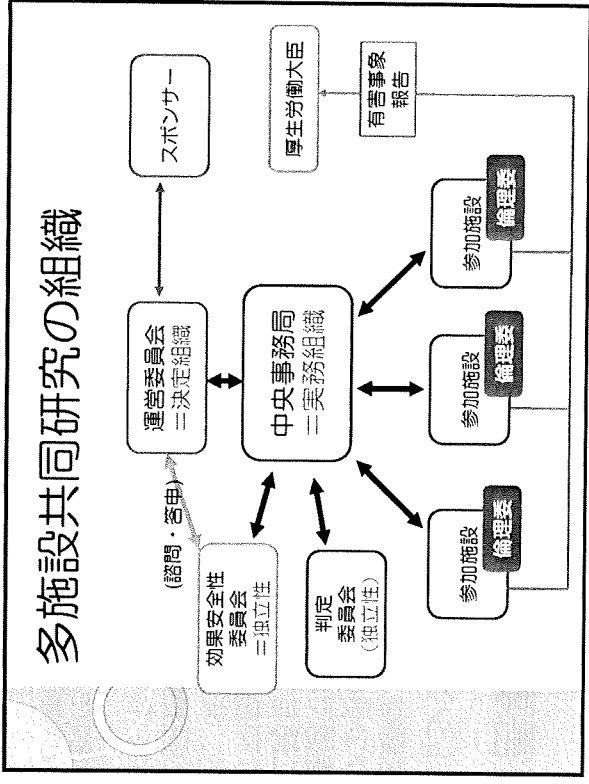 多施設共同研究の組織
運営委員会
＝決定組織
スポンサー
(諮問・答申)
効果安全性
委員会
＝独立性
中央事務局
＝実務組織
厚生労働大臣
判定
委員会
(独立性)
有害事象
報告
参加施設
倫理委
参加施設
倫理委
参加施設
倫理委